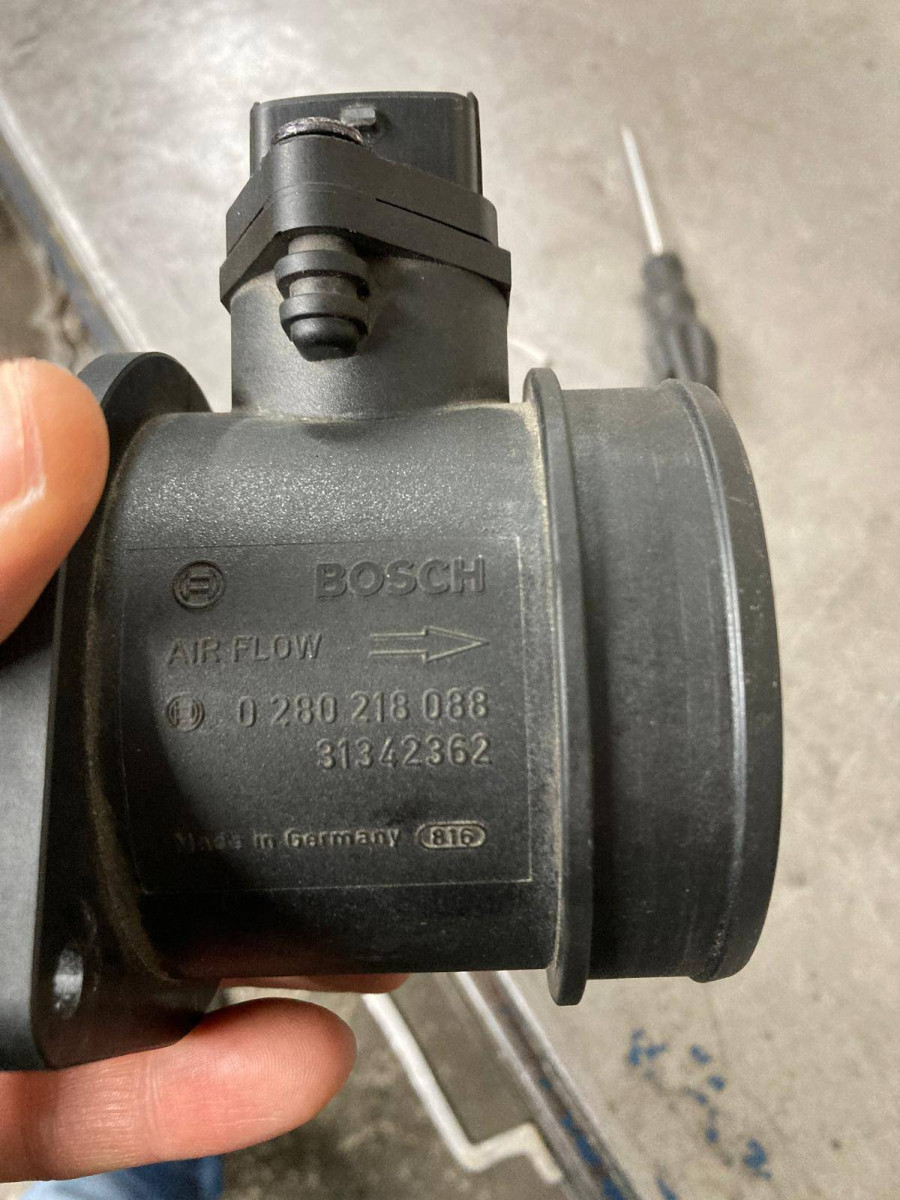 BOSCH
AIR FLOW
0 280 218 088
31342362
Made in Germany 816